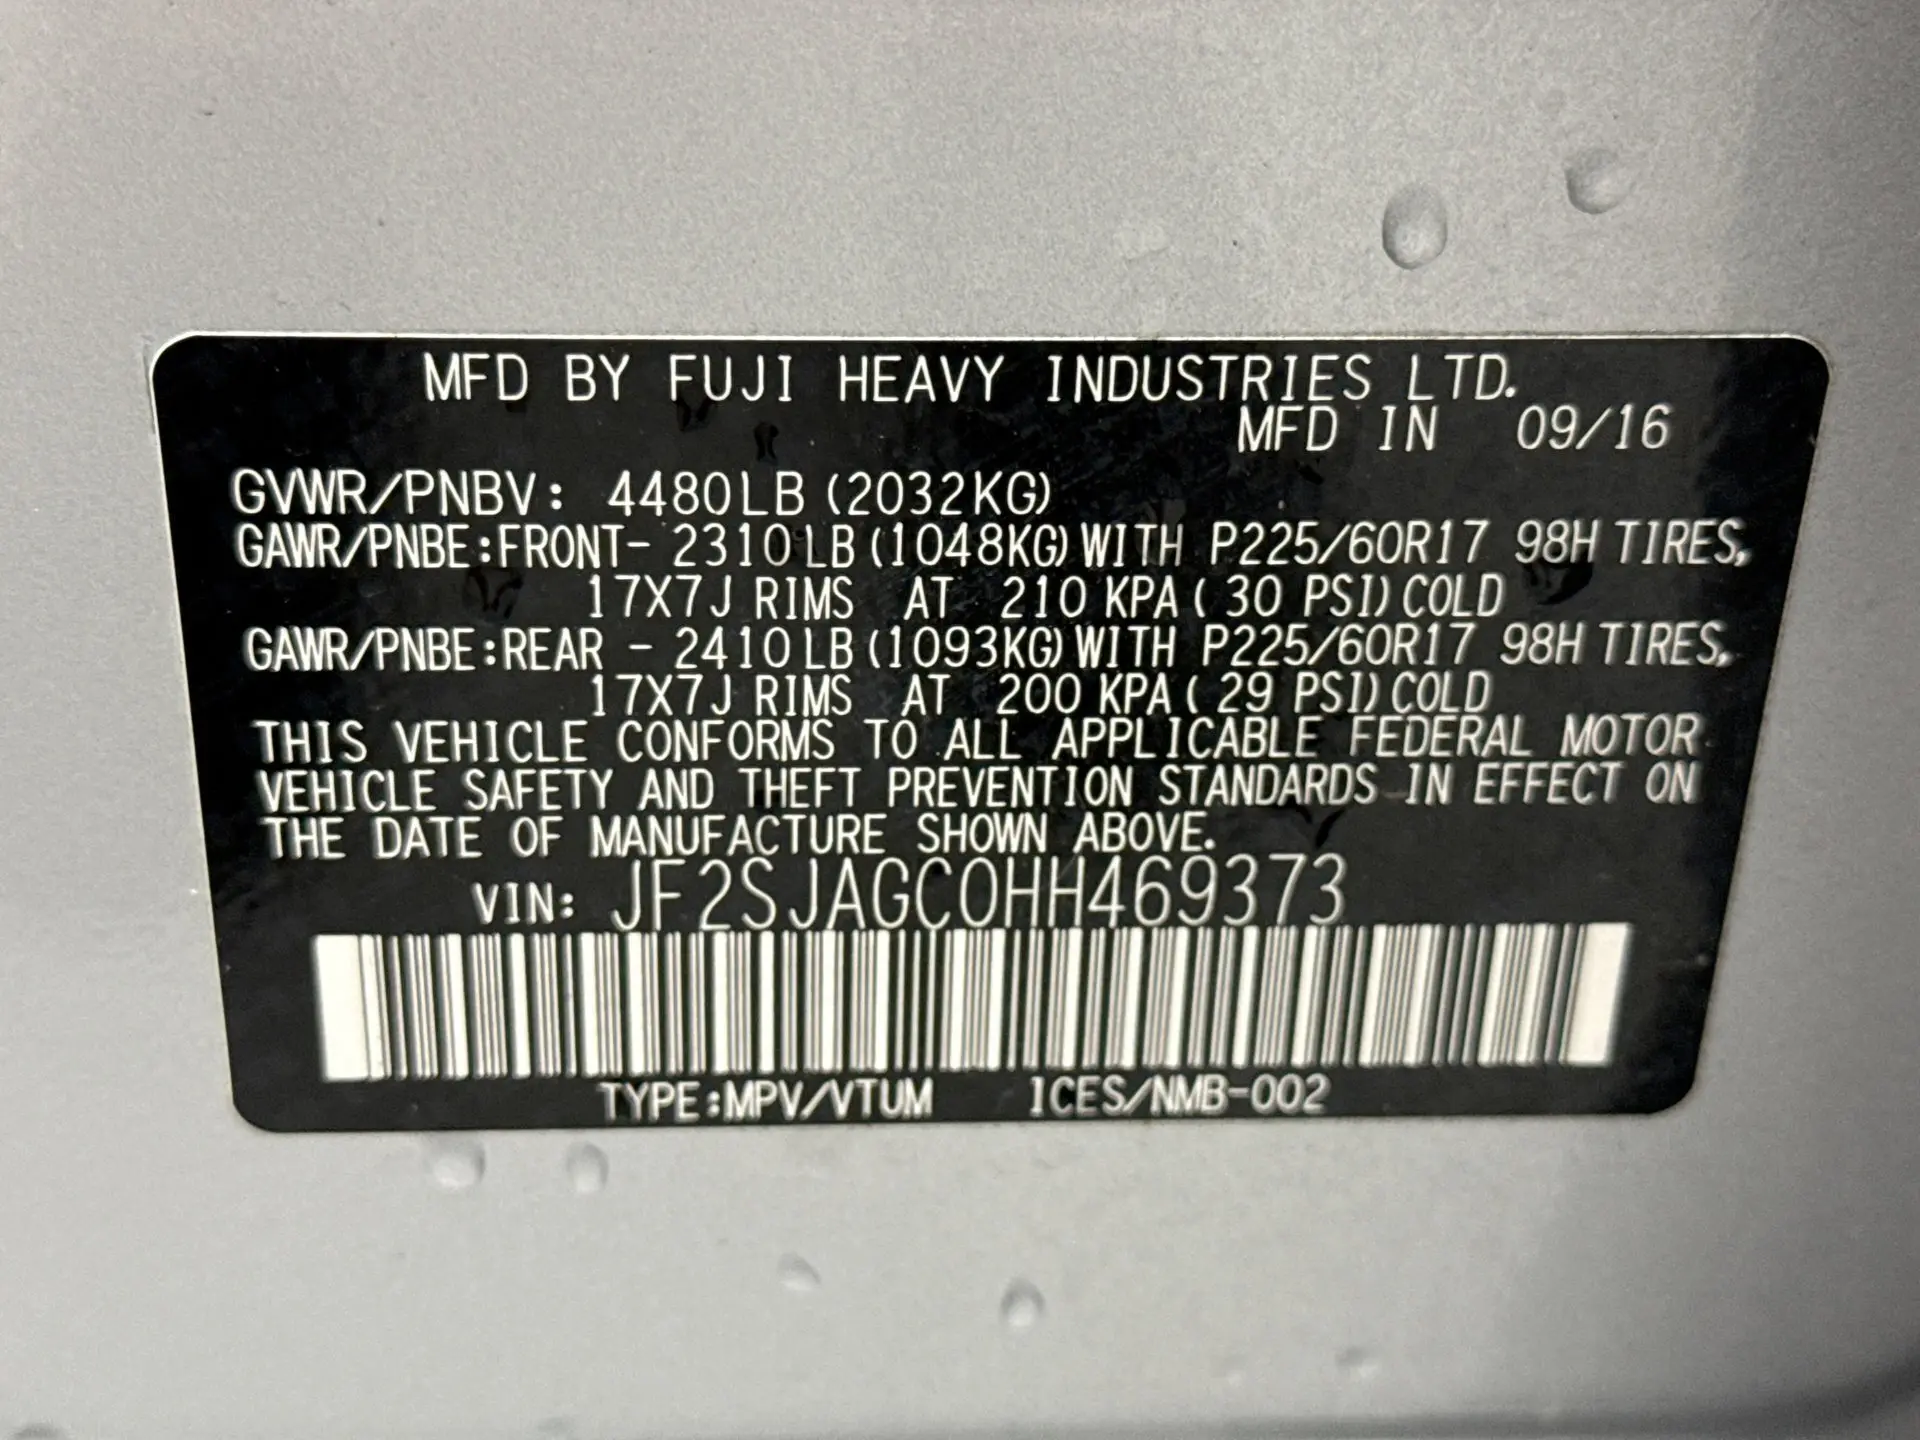 MFD BY FUJI HEAVY INDUSTRIES LTD.
MFD IN 09/16
GVWR/PNBV: 4480LB (2032KG)
GAWR/PNBE:FRONT- 2310LB (1048KG) WITH P225/60R17 98H TIRES,
17X7J RIMS AT 210 KPA ( 30 PSI) COLD
GAWR/PNBE:REAR - 2410LB (1093KG) WITH P225/60R17 98H TIRES,
17X7J RIMS AT 200 KPA ( 29 PSI) COLD
THIS VEHICLE CONFORMS TO ALL APPLICABLE FEDERAL MOTOR
VEHICLE SAFETY AND THEFT PREVENTION STANDARDS IN EFFECT ON
THE DATE OF MANUFACTURE SHOWN ABOVE.
VIN: JF2SJAGC0HH469373
TYPE:MPV/VTUM ICES/NMB-002